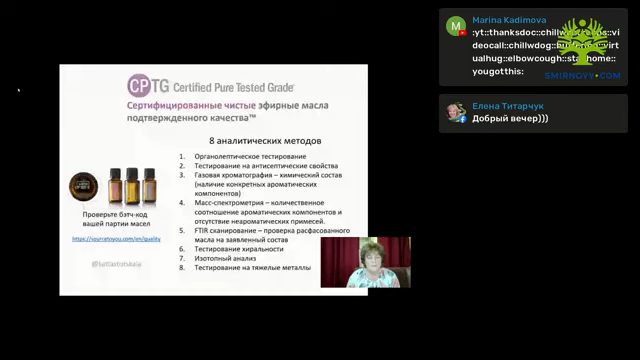 CPTG Certified Pure Tested Grade
Сертифицированные чистые эфирные масла
подтвержденного качества™
8 аналитических методов
1. Органолептическое тестирование
2. Тестирование на антисептические свойства
3. Газовая хроматография – химический состав
(наличие конкретных ароматических
компонентов)
4. Масс-спектрометрия – количественное
соотношение ароматических компонентов и
отсутствие неароматических примесей.
5. FTIR сканирование – проверка расфасованного
масла на заявленный состав
6. Тестирование хиральности
7. Изотопный анализ
8. Тестирование на тяжелые металлы
Проверьте бэтч-код
вашей партии масел
https://sourcetoyou.com/en/quality
Marina Kadimova
M
SMIRNOVY.COM
yougotthis:
Елена Титарчук
Добрый вечер)))